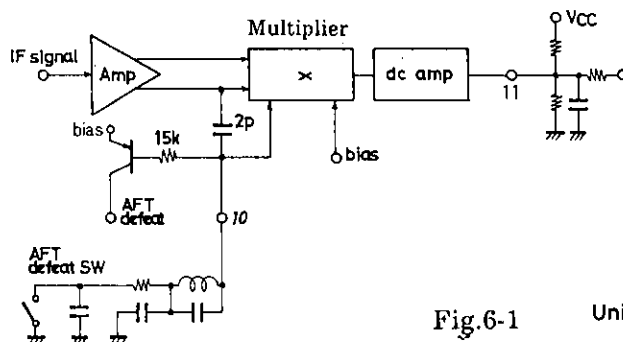 Multiplier
VCC
IF signal
Amp
×
dc amp
11
2p
bias
15k
bias
AFT
defeat
10
AFT
defeat SW
Fig.6-1
Uni